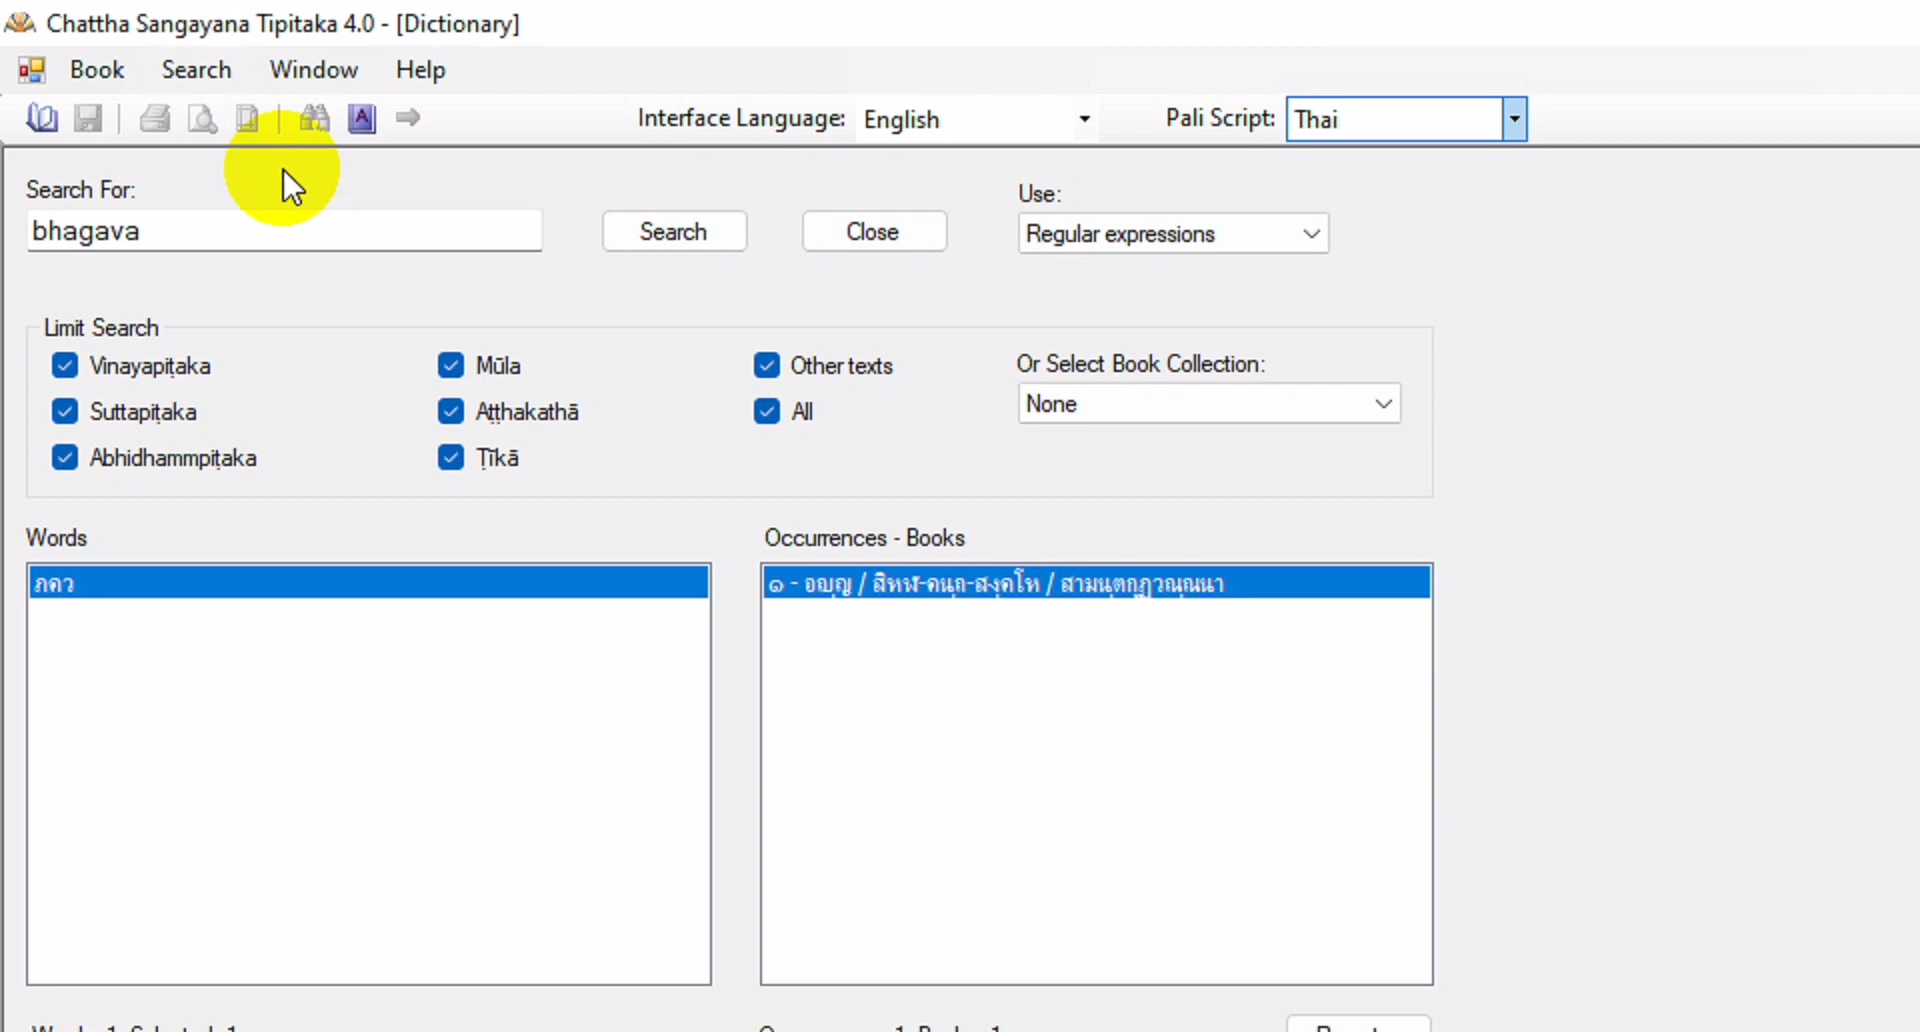 Chattha Sangayana Tipitaka 4.0 - [Dictionary]
Book Search Window Help
Interface Language: English Pali Script: Thai
Search For:
Use:
bhagava Search Close Regular expressions
Limit Search
Vinayapiṭaka Mūla Other texts Or Select Book Collection:
Suttapiṭaka Aṭṭhakathā All None
Abhidhammpiṭaka Ṭīkā
Words Occurrences - Books
ภคว ๑ - อญฺญ / สิหฬ-คนฺถ-สงฺคโห / สามนฺตกูฏวณฺณนา